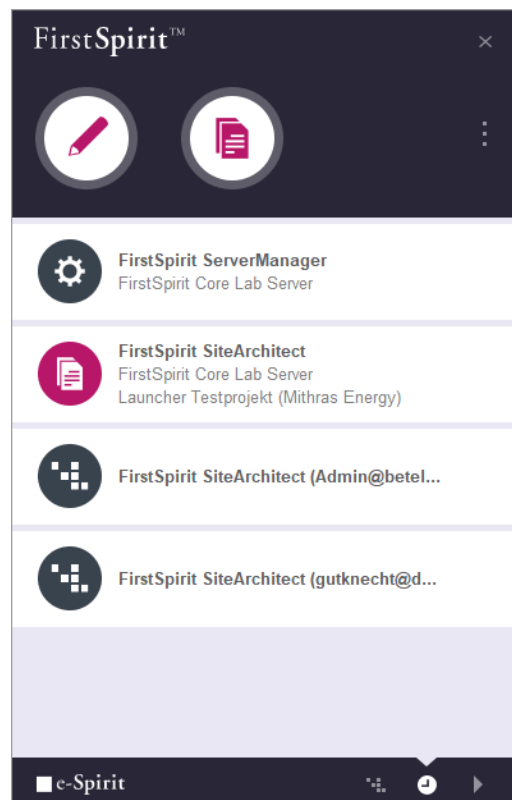 FirstSpirit™
FirstSpirit ServerManager
FirstSpirit Core Lab Server
FirstSpirit SiteArchitect
FirstSpirit Core Lab Server
Launcher Testprojekt (Mithras Energy)
FirstSpirit SiteArchitect (Admin@betel...
FirstSpirit SiteArchitect (gutknecht@d...
e-Spirit